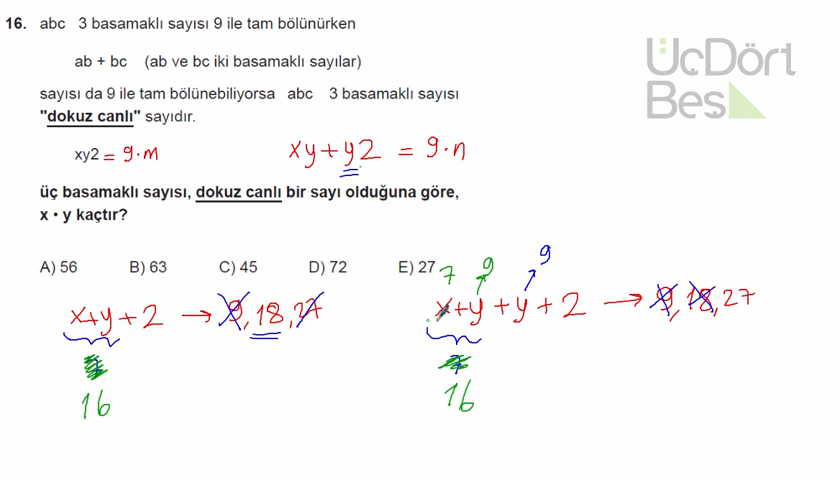 16. abc 3 basamaklı sayısı 9 ile tam bölünürken
ab + bc (ab ve bc iki basamaklı sayılar)
sayısı da 9 ile tam bölünebiliyorsa abc 3 basamaklı sayısı
"dokuz canlı" sayıdır.
xy2 = 9·m
xy + y2 = 9·n
üç basamaklı sayısı, dokuz canlı bir sayı olduğuna göre,
x • y kaçtır?
A) 56 B) 63 C) 45 D) 72 E) 27
7 9 9
x+y+2 → 9, 18, 27
x+y+y+2 → 9, 18, 27
16
16
ÜçDört
Beş